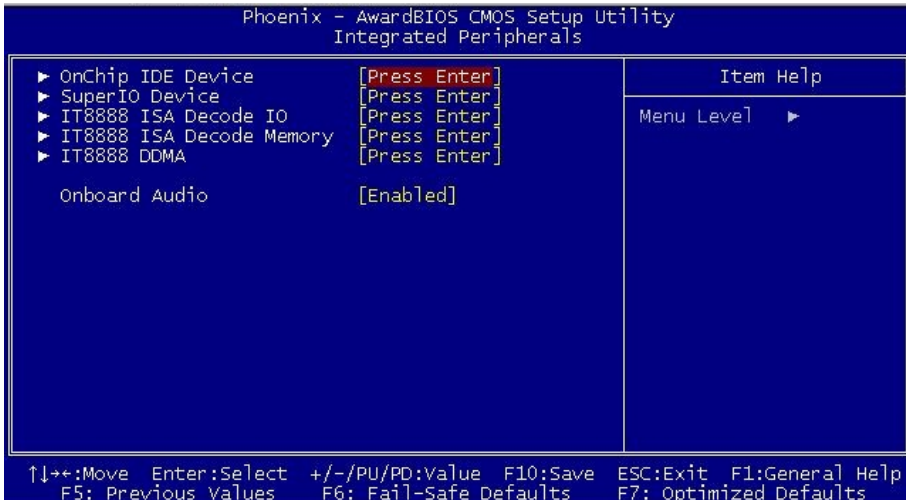 Phoenix - AwardBIOS CMOS Setup Utility
Integrated Peripherals
► OnChip IDE Device [Press Enter]
► SuperIO Device [Press Enter]
► IT8888 ISA Decode IO [Press Enter]
► IT8888 ISA Decode Memory [Press Enter]
► IT8888 DDMA [Press Enter]
Onboard Audio [Enabled]
Item Help
Menu Level ►
↑↓→←:Move Enter:Select +/-/PU/PD:Value F10:Save ESC:Exit F1:General Help
F5: Previous Values F6: Fail-Safe Defaults F7: Optimized Defaults